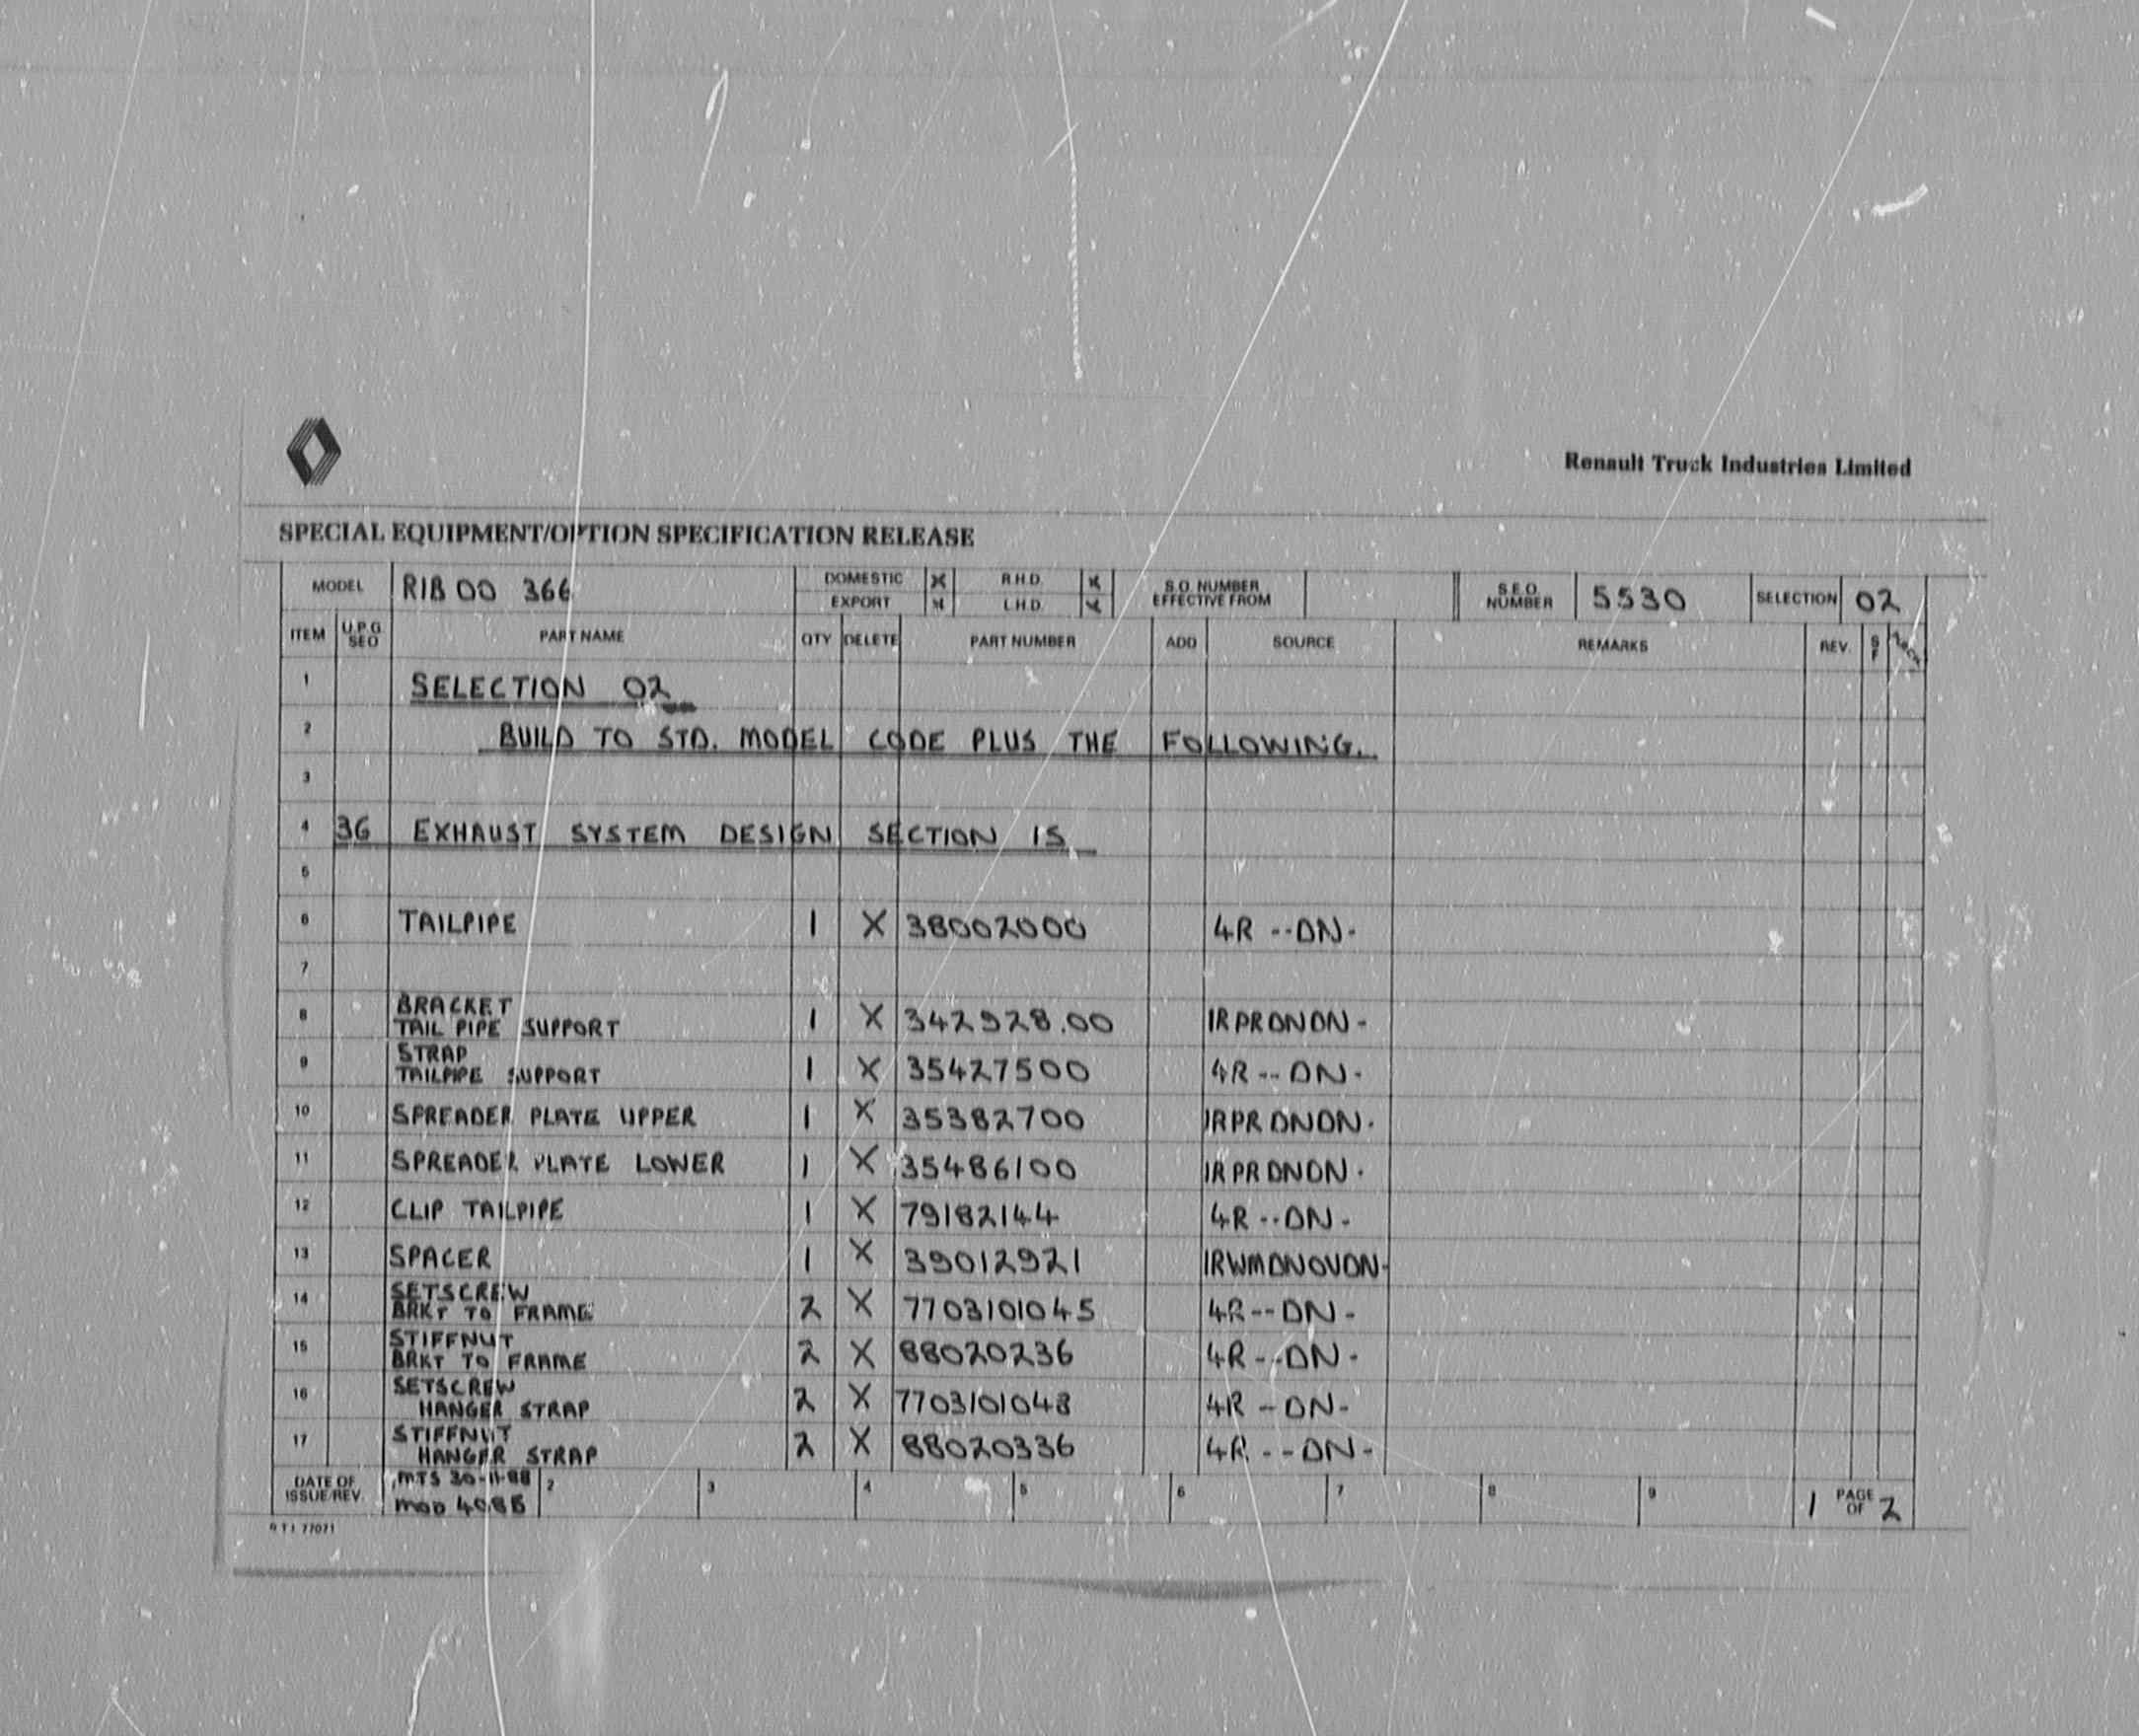 Renault Truck Industries Limited
SPECIAL EQUIPMENT/OPTION SPECIFICATION RELEASE
MODEL RIB 00 366 DOMESTIC X R.H.D. X S.O. NUMBER EFFECTIVE FROM S.E.O. NUMBER 5530 SELECTION 02
EXPORT X L.H.D. X
ITEM U.P.G SEQ PART NAME QTY DELETE PART NUMBER ADD SOURCE REMARKS REV. S F
1 SELECTION 02
2 BUILD TO STD. MODEL CODE PLUS THE FOLLOWING.
3
4 36 EXHAUST SYSTEM DESIGN SECTION 15
5
6 TAILPIPE 1 X 38002000 4R --DN-
7
8 BRACKET
TAIL PIPE SUPPORT 1 X 342928.00 IRPRDNDN-
9 STRAP
TAILPIPE SUPPORT 1 X 35427500 4R -- DN-
10 SPREADER PLATE UPPER 1 X 35382700 IRPRDNDN-
11 SPREADER PLATE LOWER 1 X 35486100 IRPRDNDN-
12 CLIP TAILPIPE 1 X 79182144 4R --DN-
13 SPACER 1 X 39012921 IRWMDNOVDN-
14 SETSCREW
BRKT TO FRAME 2 X 7703101045 4R--DN-
15 STIFFNUT
BRKT TO FRAME 2 X 88020236 4R--DN-
16 SETSCREW
HANGER STRAP 2 X 7703101048 4R -DN-
17 STIFFNUT
HANGER STRAP 2 X 88020336 4R --DN-
DATE OF ISSUE/REV. MTS 30-11-88 2 3 4 5 6 7 8 9 1 PAGE OF 2
MOD 4085
RTI 77071